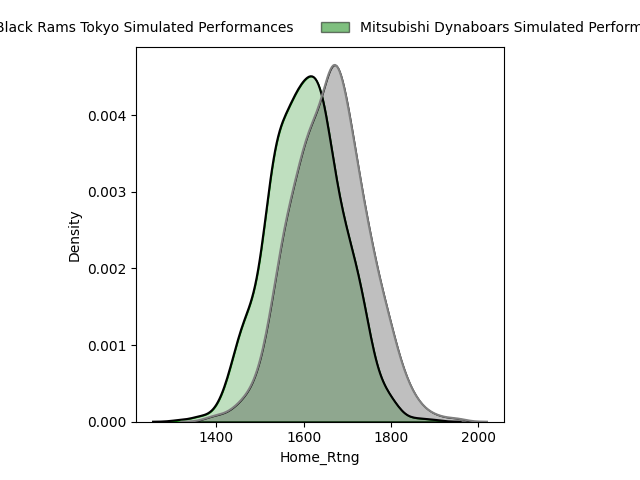 Black Rams Tokyo Simulated Performances Mitsubishi Dynaboars Simulated Perform
0.004
0.003
Density
0.002
0.001
0.000
1400 1600 1800 2000
Home_Rtng